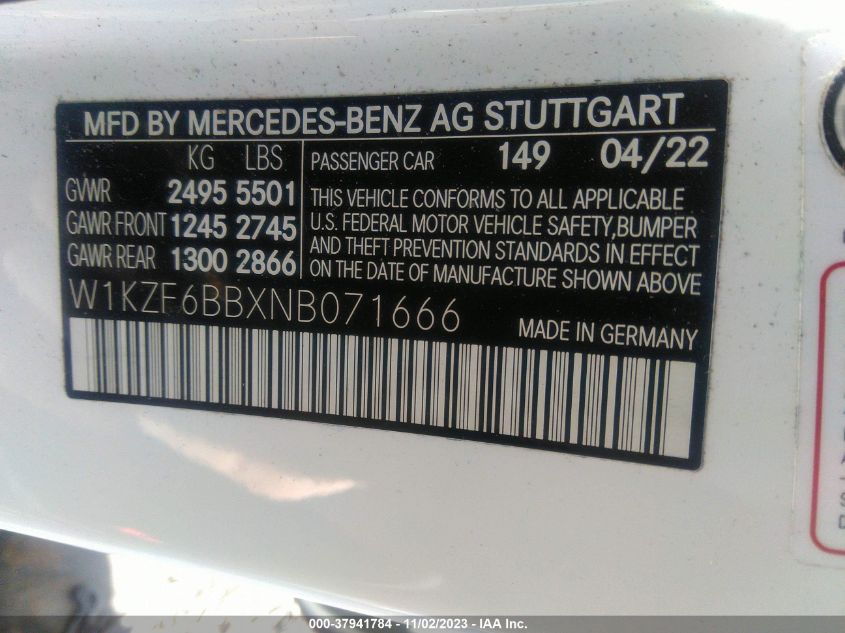 MFD BY MERCEDES-BENZ AG STUTTGART
KG LBS
GVWR 2495 5501
GAWR FRONT 1245 2745
GAWR REAR 1300 2866
PASSENGER CAR 149 04/22
THIS VEHICLE CONFORMS TO ALL APPLICABLE
U.S. FEDERAL MOTOR VEHICLE SAFETY,BUMPER
AND THEFT PREVENTION STANDARDS IN EFFECT
ON THE DATE OF MANUFACTURE SHOWN ABOVE
W1KZF6BBXNB071666
MADE IN GERMANY
000-37941784 - 11/02/2023 - IAA Inc.